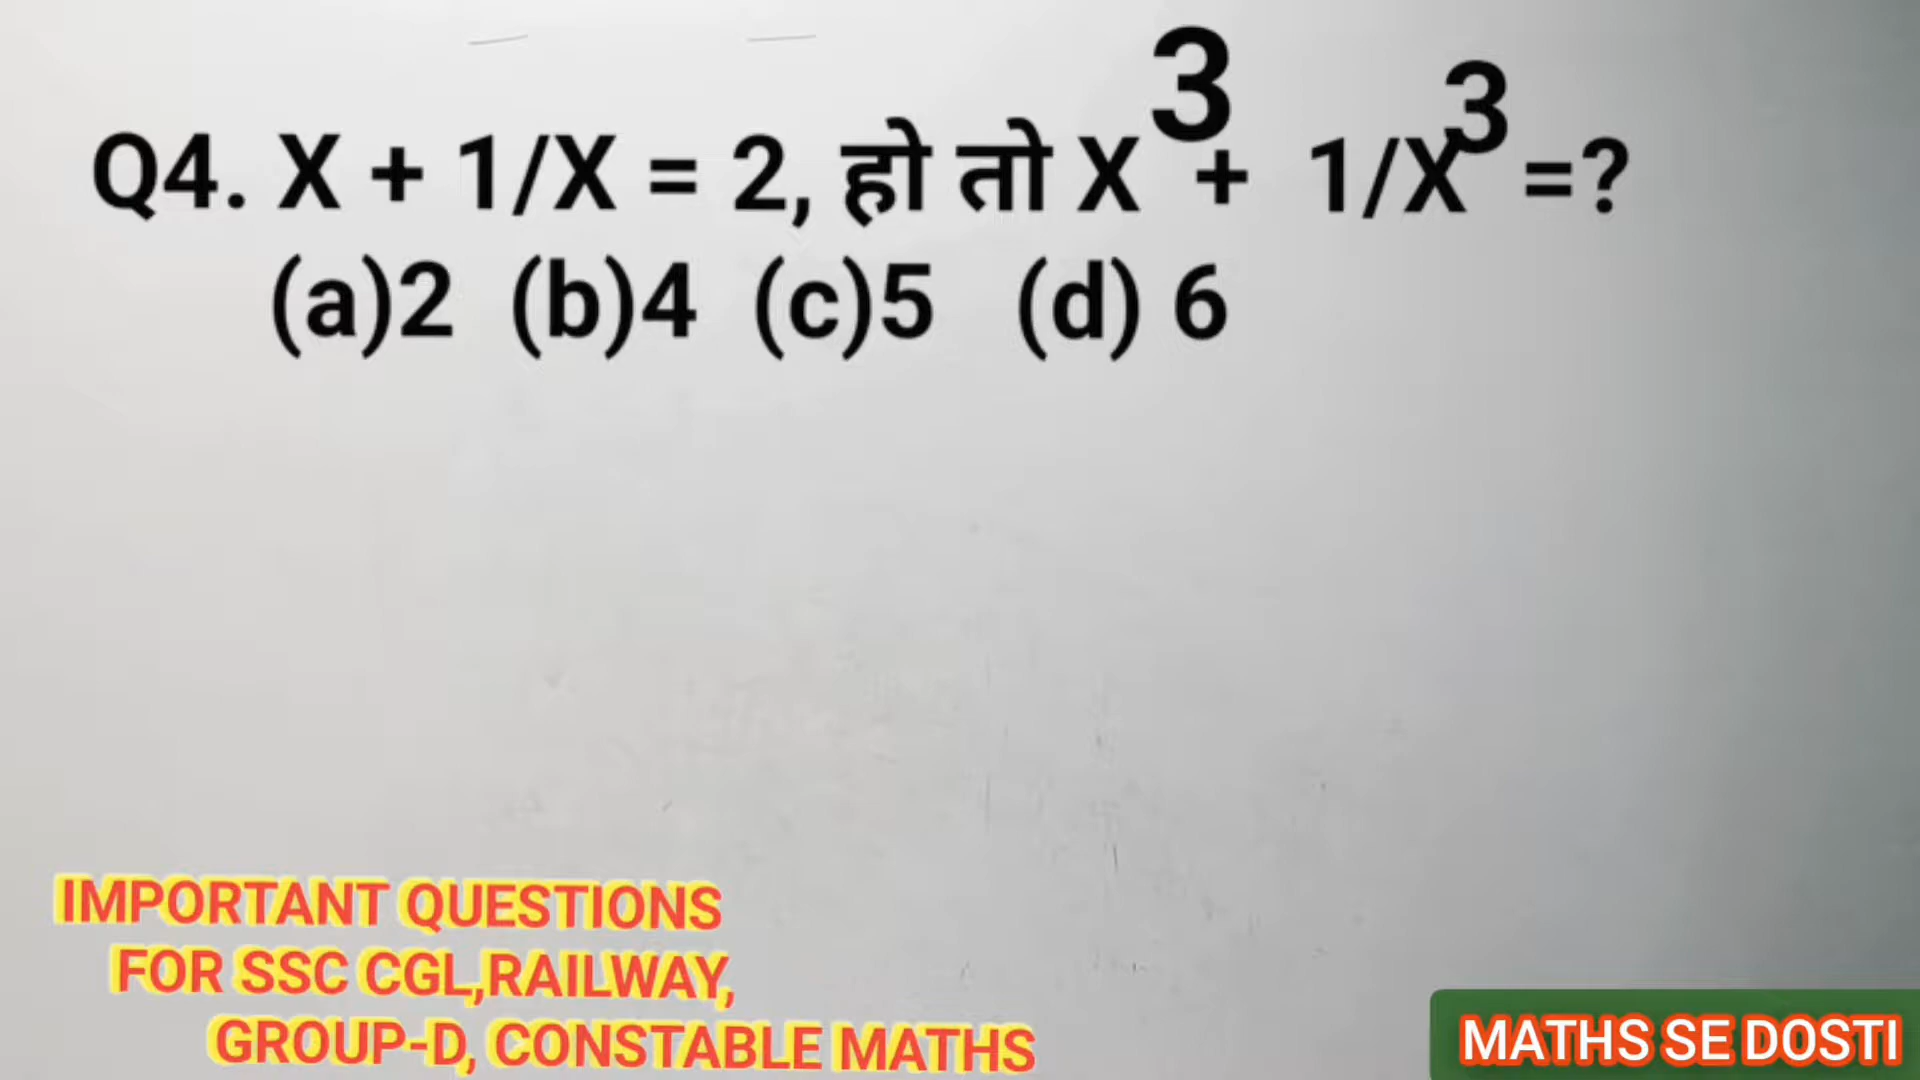 Q4. X + 1/X = 2, हो तो X³+ 1/X³=?
(a)2 (b)4 (c)5 (d) 6
IMPORTANT QUESTIONS
FOR SSC CGL,RAILWAY,
GROUP-D, CONSTABLE MATHS
MATHS SE DOSTI